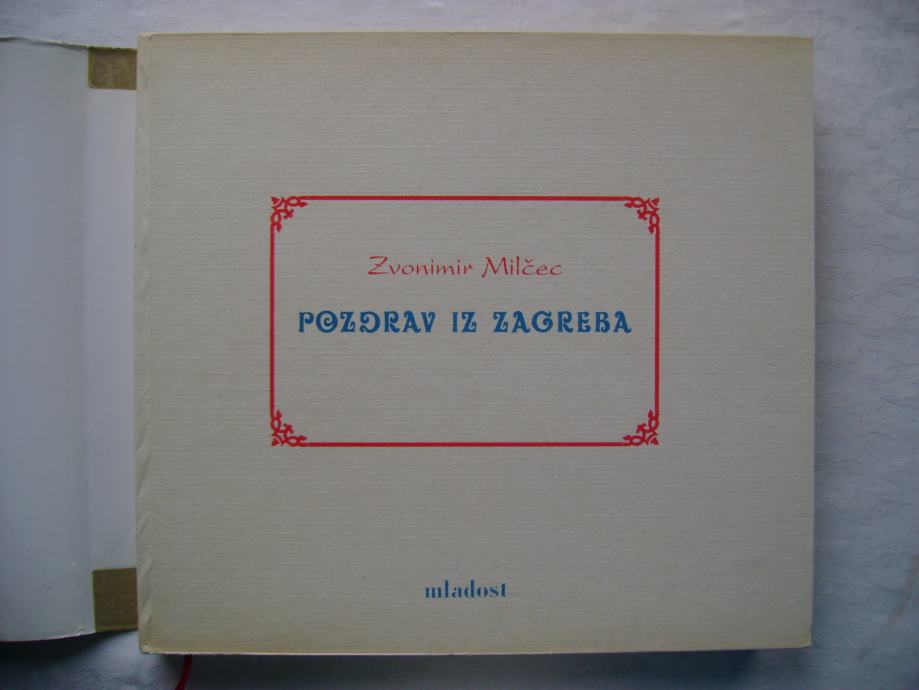 Zvonimir Milčec
POZDRAV IZ ZAGREBA
mladost